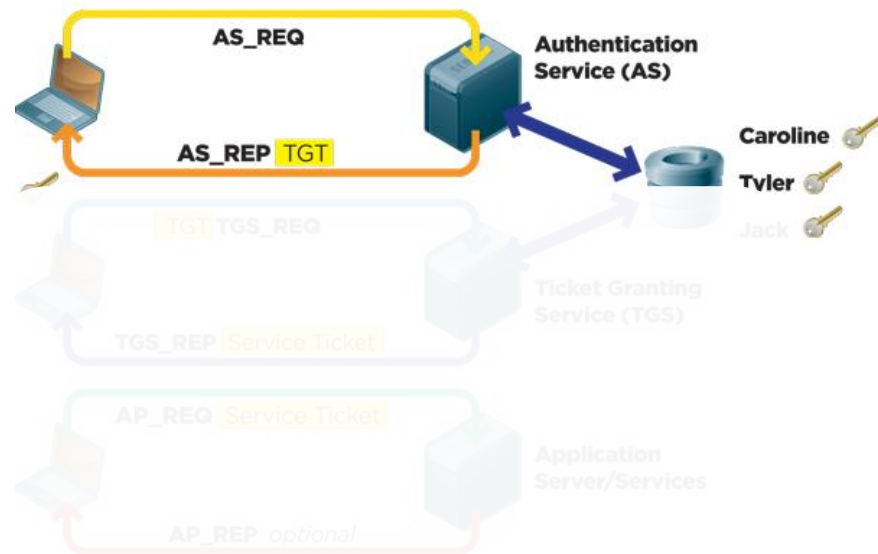 AS_REQ
Authentication
Service (AS)
AS_REP TGT
Caroline
Tyler
Jack
TGT TGS_REQ
Ticket Granting
Service (TGS)
TGS_REP Service Ticket
AP_REQ Service Ticket
Application
Server/Services
AP_REP optional